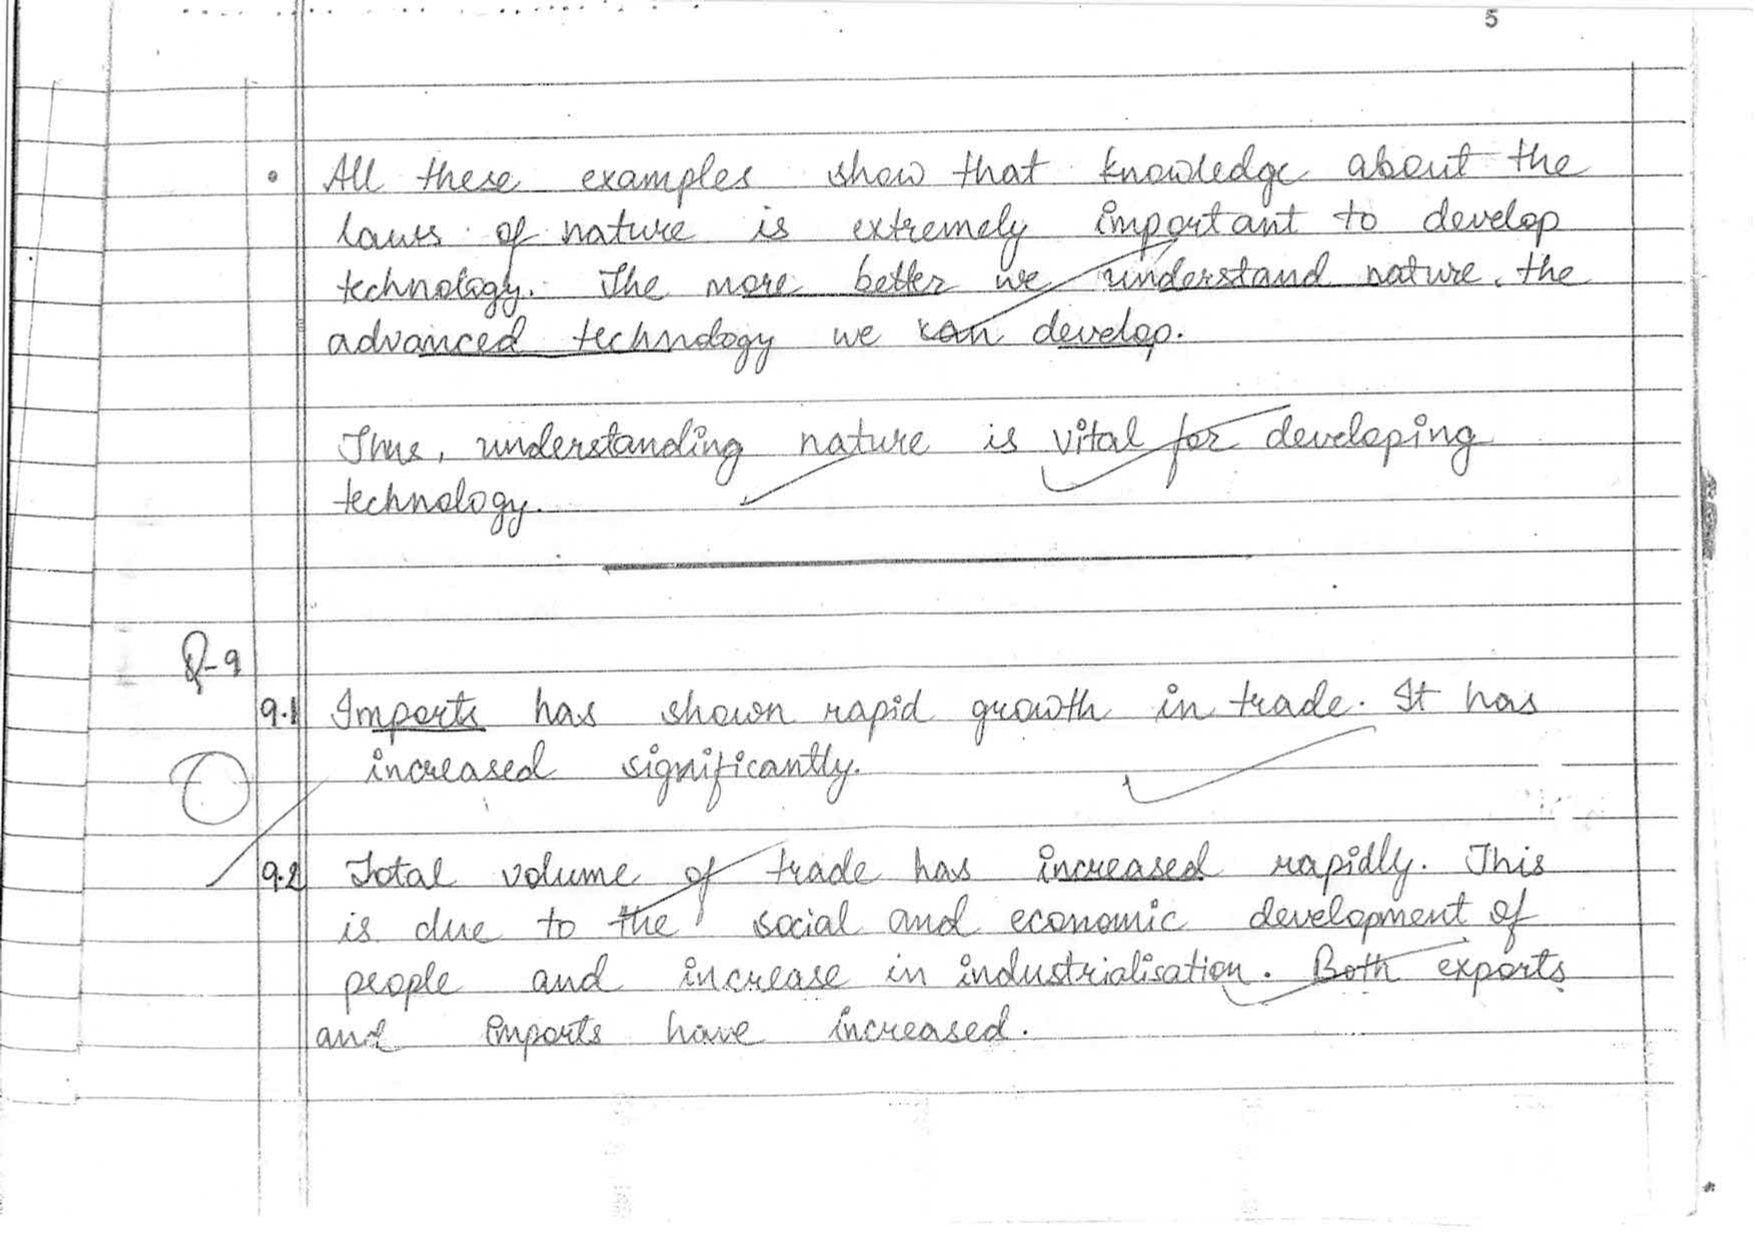 5
• All these examples show that knowledge about the
laws of nature is extremely important to develop
technology. The more better we understand nature, the
advanced technology we can develop.
Thus, understanding nature is vital for developing
technology.
Q-9
9.1 Imports has shown rapid growth in trade. It has
increased significantly.
9.2 Total volume of trade has increased rapidly. This
is due to the social and economic development of
people and increase in industrialisation. Both exports
and imports have increased.